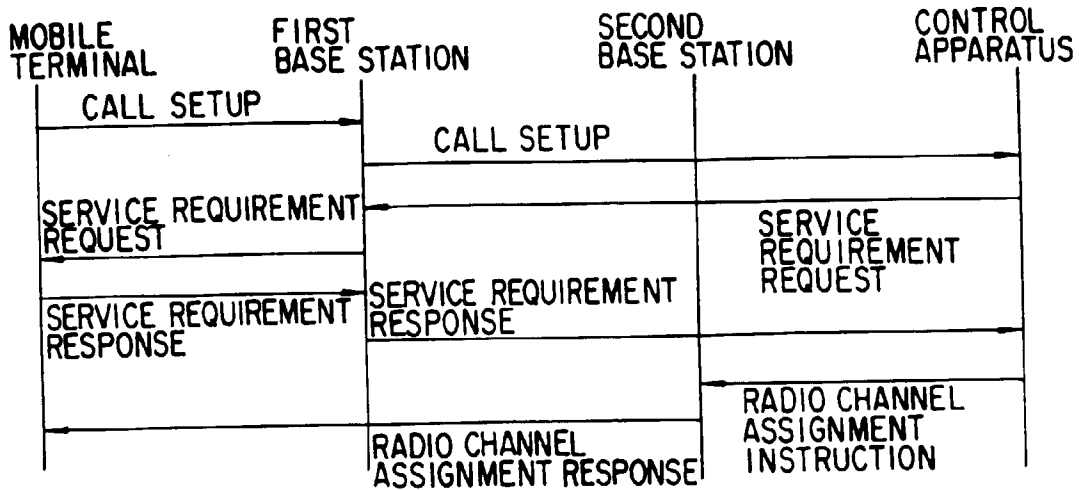 MOBILE
TERMINAL
FIRST
BASE STATION
SECOND
BASE STATION
CONTROL
APPARATUS
CALL SETUP
CALL SETUP
SERVICE REQUIREMENT
REQUEST
SERVICE
REQUIREMENT
REQUEST
SERVICE REQUIREMENT
RESPONSE
SERVICE REQUIREMENT
RESPONSE
RADIO CHANNEL
ASSIGNMENT
INSTRUCTION
RADIO CHANNEL
ASSIGNMENT RESPONSE